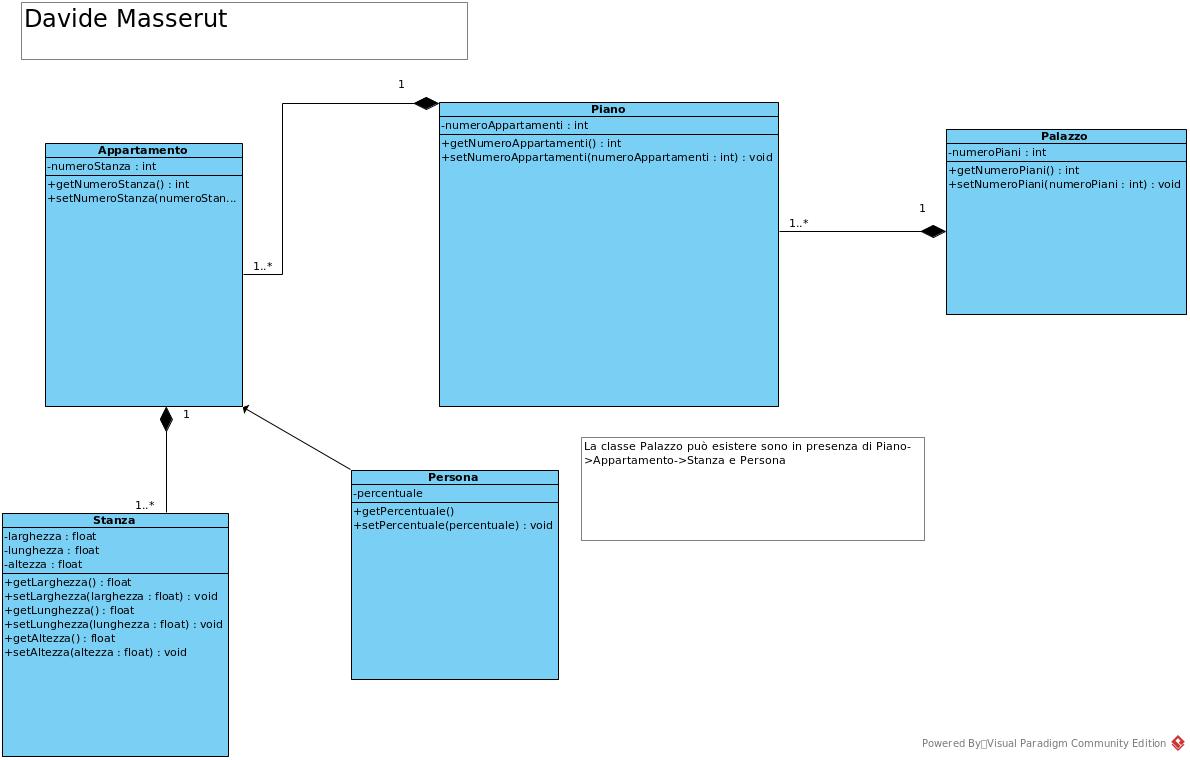 Davide Masserut
1
Piano
-numeroAppartamenti : int
+getNumeroAppartamenti() : int
+setNumeroAppartamenti(numeroAppartamenti : int) : void
Palazzo
-numeroPiani : int
+getNumeroPiani() : int
+setNumeroPiani(numeroPiani : int) : void
Appartamento
-numeroStanza : int
+getNumeroStanza() : int
+setNumeroStanza(numeroStan...
1
1..*
1..*
1
1..*
La classe Palazzo può esistere sono in presenza di Piano-
>Appartamento->Stanza e Persona
Persona
-percentuale
+getPercentuale()
+setPercentuale(percentuale) : void
Stanza
-larghezza : float
-lunghezza : float
-altezza : float
+getLarghezza() : float
+setLarghezza(larghezza : float) : void
+getLunghezza() : float
+setLunghezza(lunghezza : float) : void
+getAltezza() : float
+setAltezza(altezza : float) : void
Powered By Visual Paradigm Community Edition